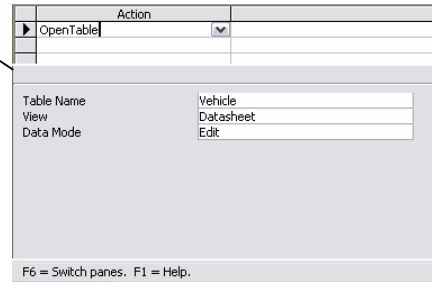 Action
OpenTable
Table Name Vehicle
View Datasheet
Data Mode Edit
F6 = Switch panes. F1 = Help.